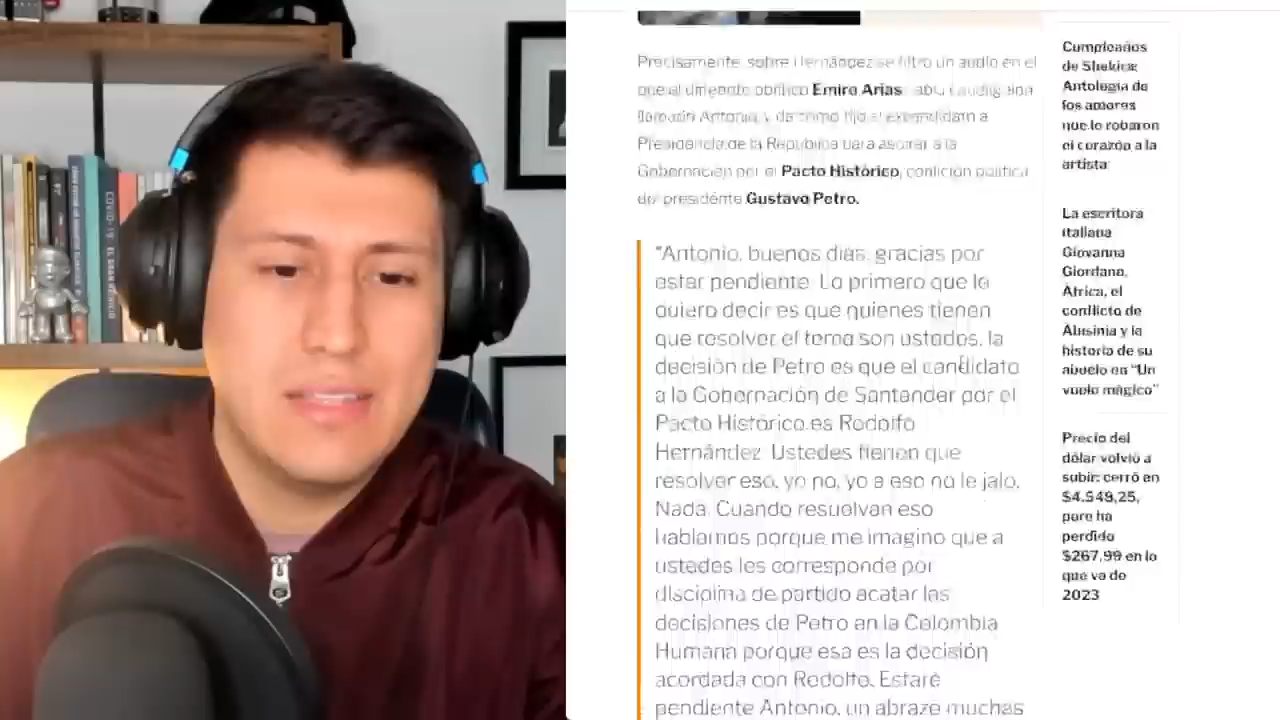 Precisamente, sobre Hernández se filtró un audio en el
que el dirigente político Emiro Arias
llamado Antonio, y
Presidencia de la República para aspirar a la
Gobernación por el Pacto Histórico, coalición política
del presidente Gustavo Petro.
"Antonio, buenos días, gracias por
estar pendiente. Lo primero que le
quiero decir es que quienes tienen
que resolver el tema son ustedes, la
decisión de Petro es que el candidato
a la Gobernación de Santander por el
Pacto Histórico es Rodolfo
Hernández. Ustedes tienen que
resolver eso, yo no, yo a eso no le jalo.
Nada. Cuando resuelvan eso
hablamos porque me imagino que a
ustedes les corresponde por
disciplina de partido acatar las
decisiones de Petro en la Colombia
Humana porque esa es la decisión
acordada con Rodolfo. Estaré
pendiente Antonio, un abrazo muchas
Cumpleaños
de Shakira:
Antología de
los amores
que le robaron
el corazón a la
artista
La escritora
italiana
Giovanna
Giordano,
África, el
conflicto de
Abisinia y la
historia de su
abuelo en "Un
vuelo mágico"
Precio del
dólar volvió a
subir: cerró en
$4.549,25,
pero ha
perdido
$267,99 en lo
que va de
2023
COVID-19